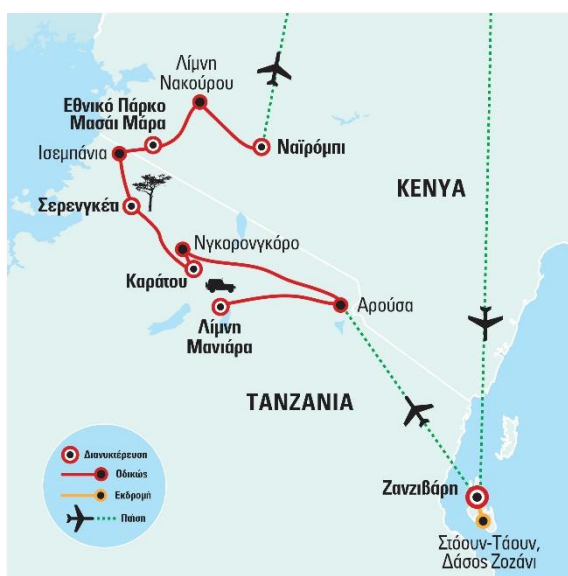 Λίμνη
Νακούρου
Εθνικό Πάρκο
Μασάι Μάρα
Ναϊρόμπι
Ισεμπάνια
KENYA
Σερενγκέτι
Νγκορονγκόρο
Καράτου
Αρούσα
Λίμνη
Μανιάρα
TANZANIA
Ζανζιβάρη
Στόουν-Τάουν,
Δάσος Ζοζάνι
Διανυκτέρευση
Οδικώς
Εκδρομή
Πτήση